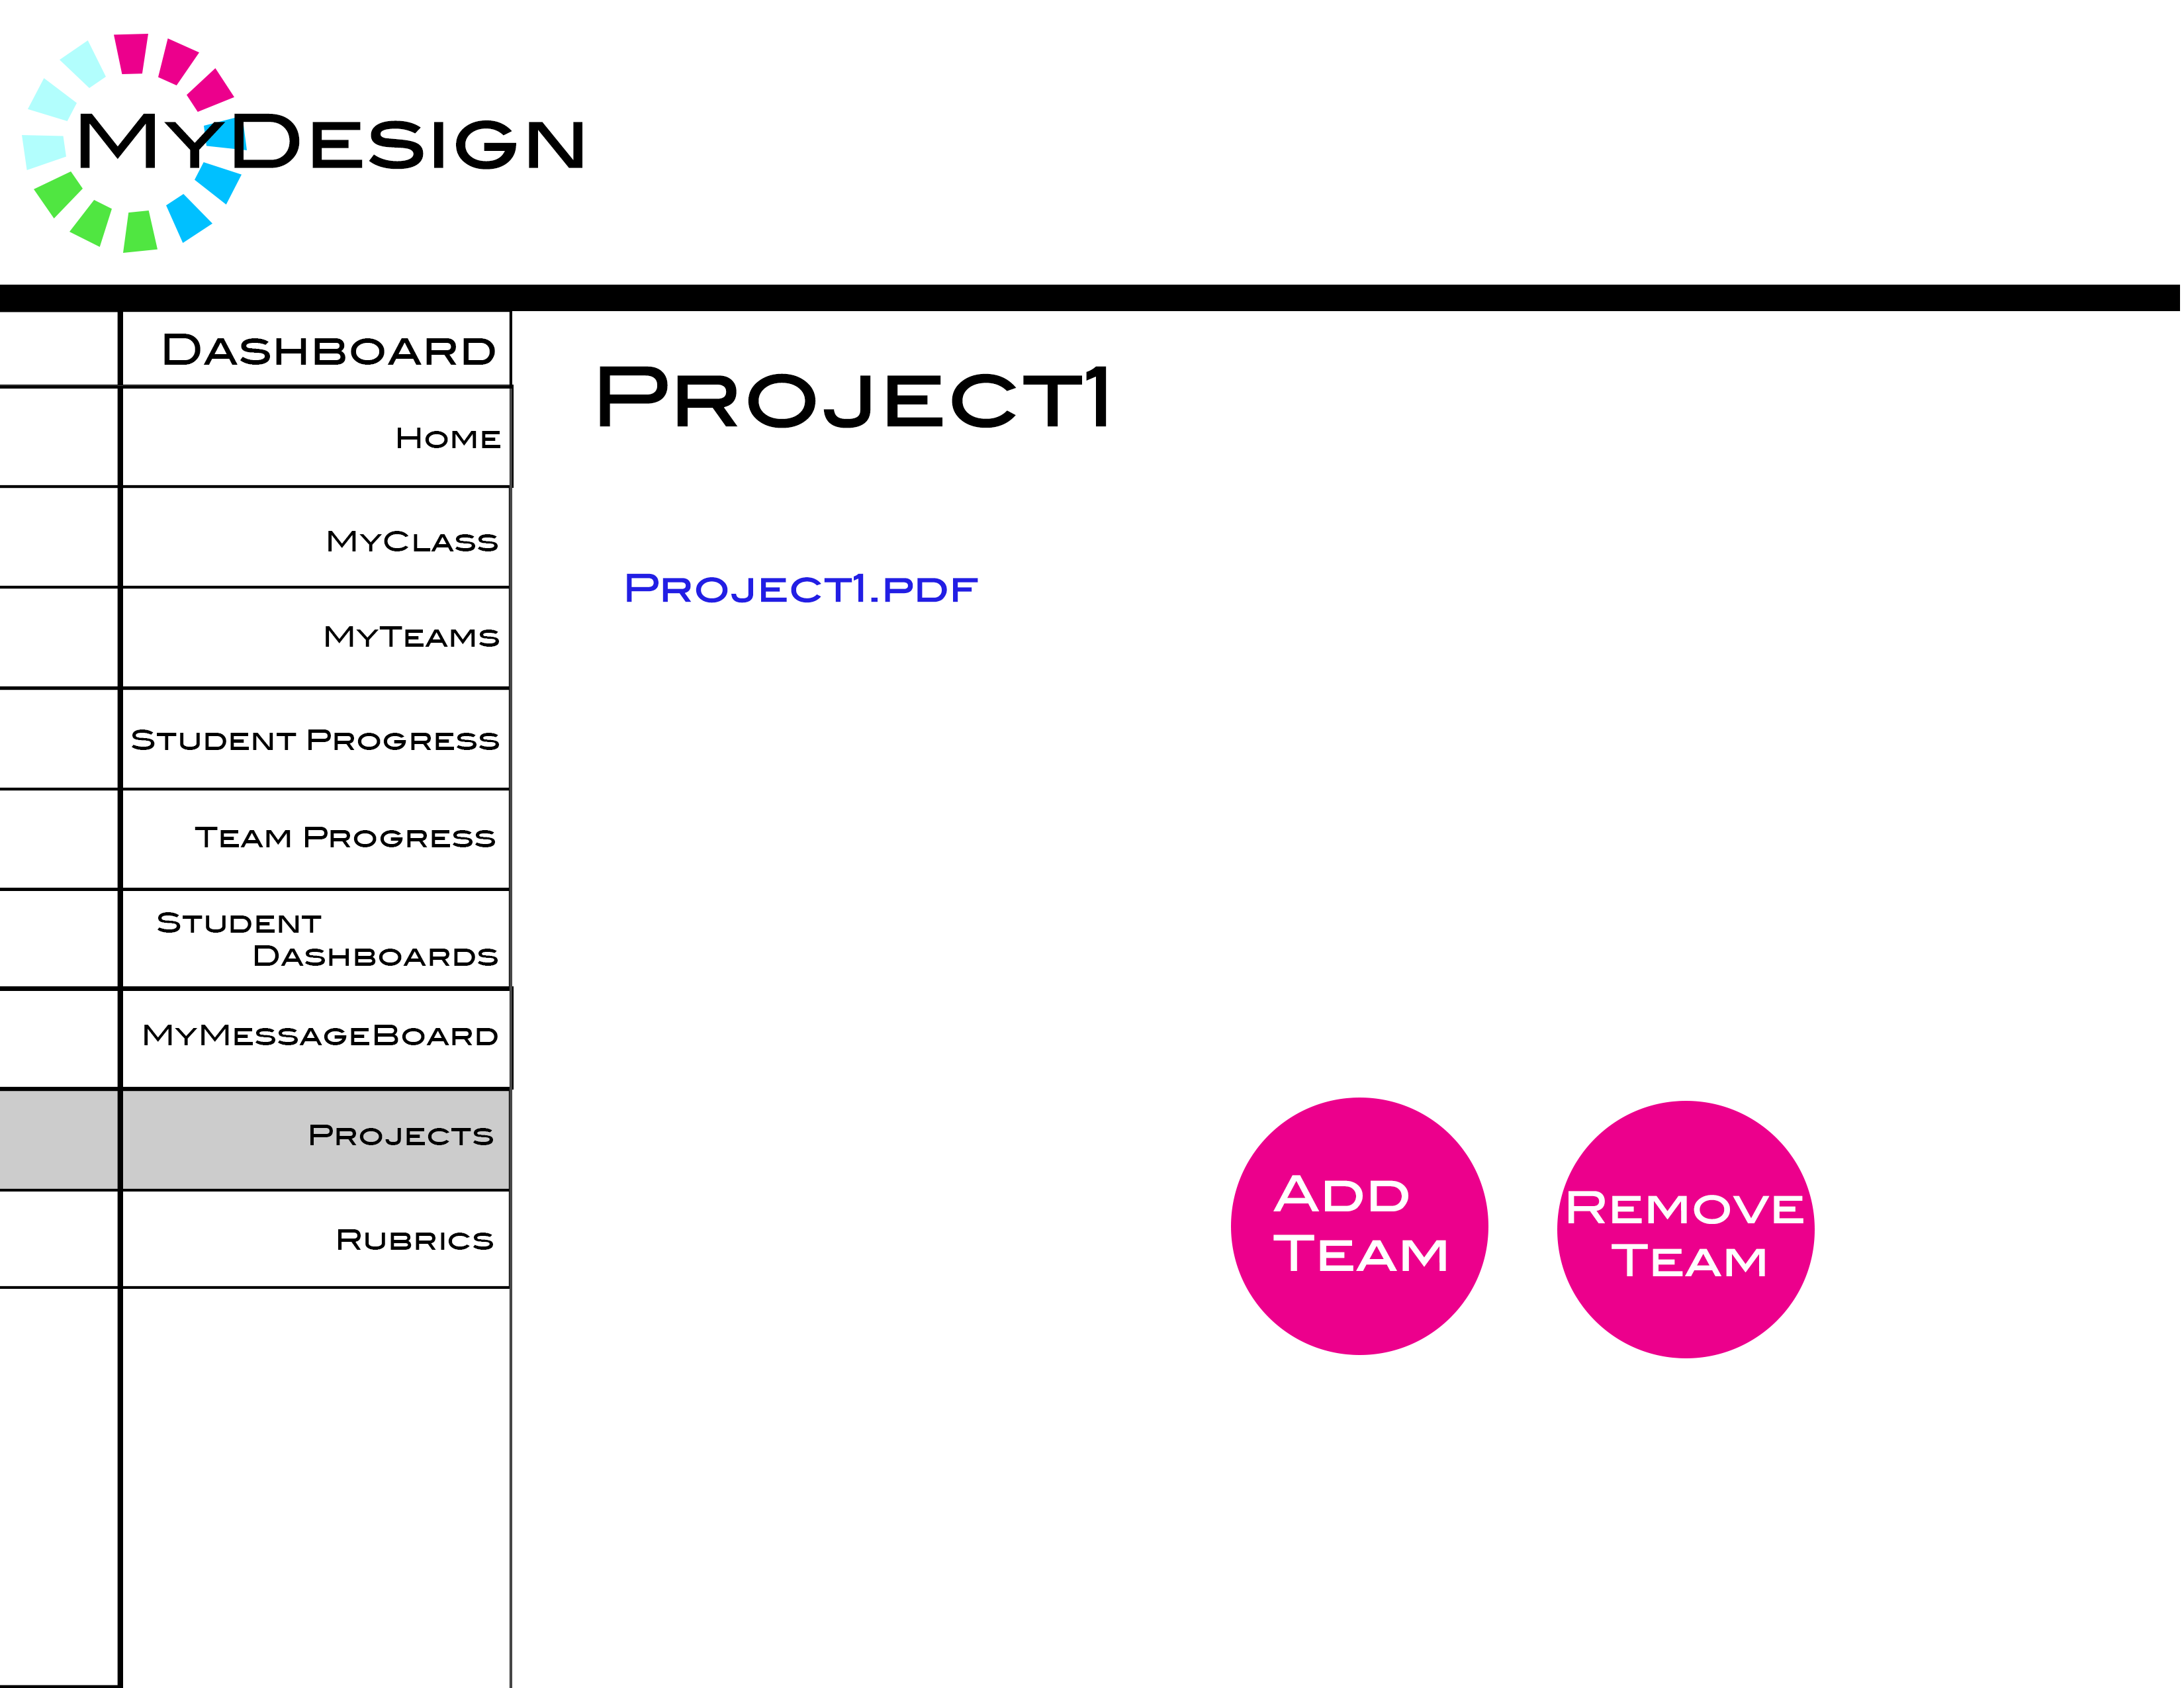 MyDesign
Dashboard
Home
MyClass
MyTeams
Student Progress
Team Progress
Student
Dashboards
MyMessageBoard
Projects
Rubrics
Project1
Project1.pdf
Add
Team
Remove
Team